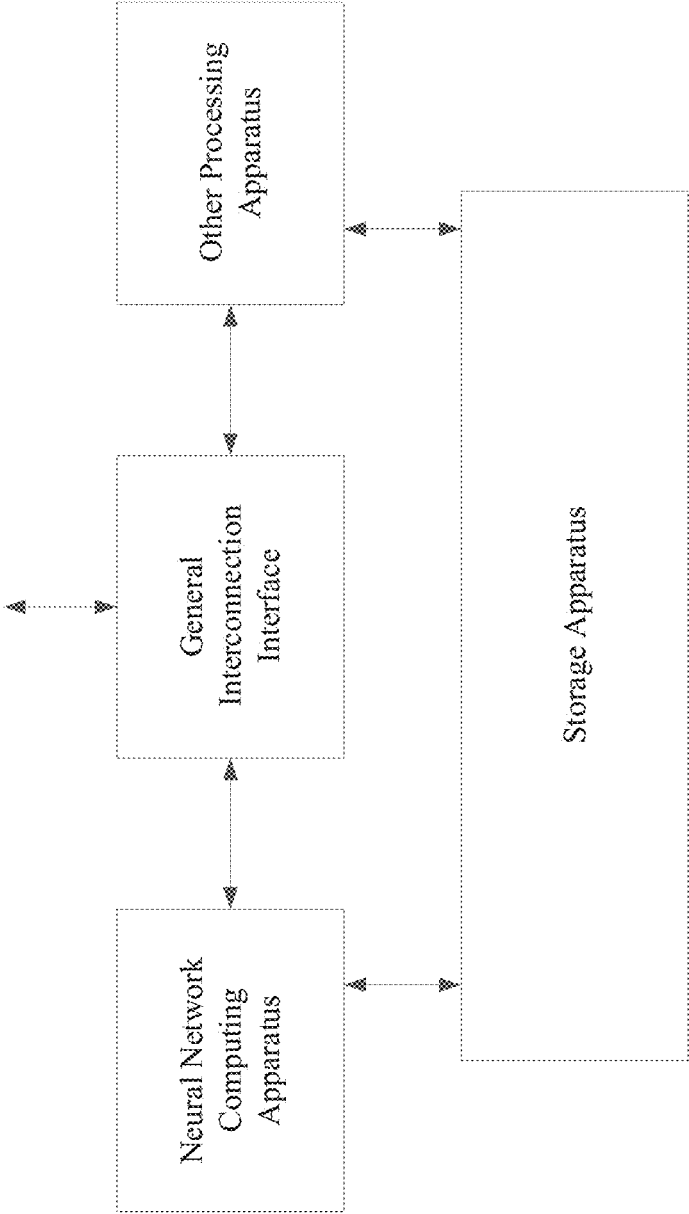 Neural Network
Computing
Apparatus
General
Interconnection
Interface
Other Processing
Apparatus
Storage Apparatus